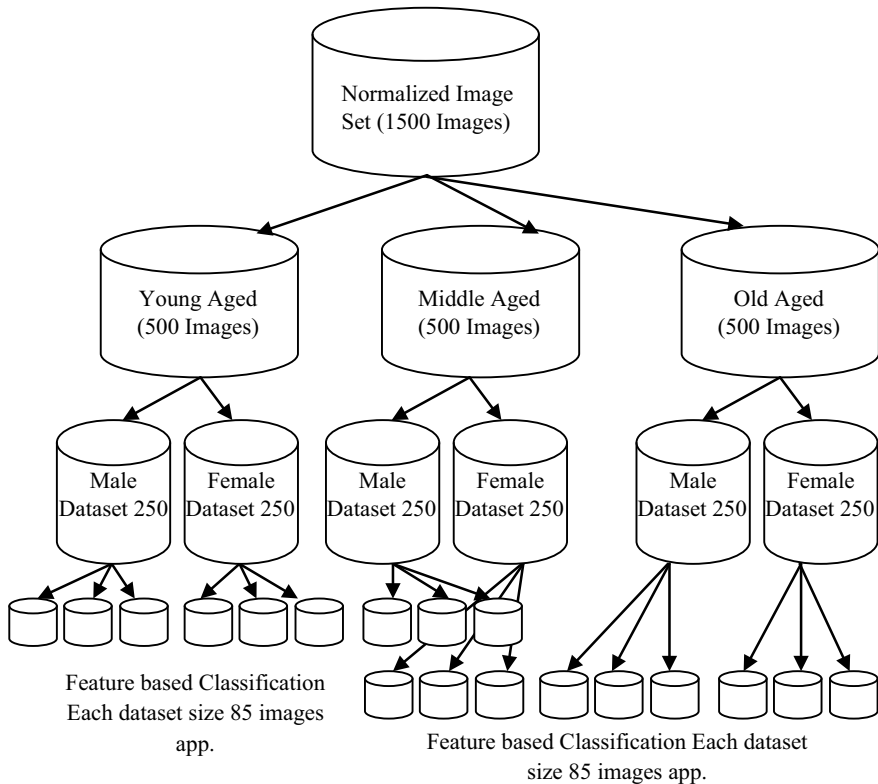 Normalized Image
Set (1500 Images)
Young Aged
(500 Images)
Middle Aged
(500 Images)
Old Aged
(500 Images)
Male
Dataset 250
Female
Dataset 250
Male
Dataset 250
Female
Dataset 250
Male
Dataset 250
Female
Dataset 250
Feature based Classification
Each dataset size 85 images
app.
Feature based Classification Each dataset
size 85 images app.